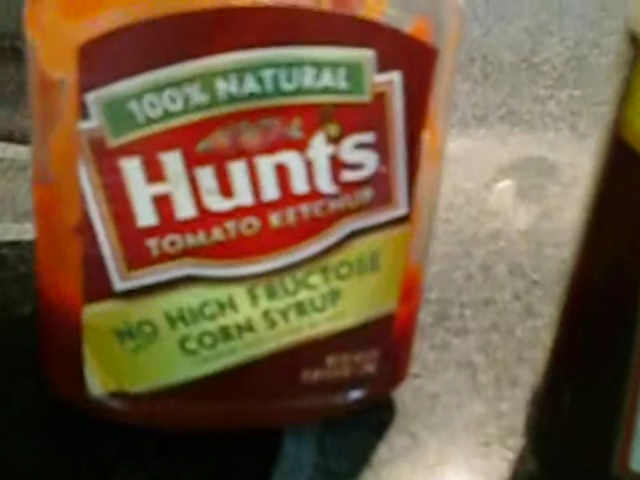 100% NATURAL
Hunt's
TOMATO KETCHUP
NO HIGH FRUCTOSE
CORN SYRUP